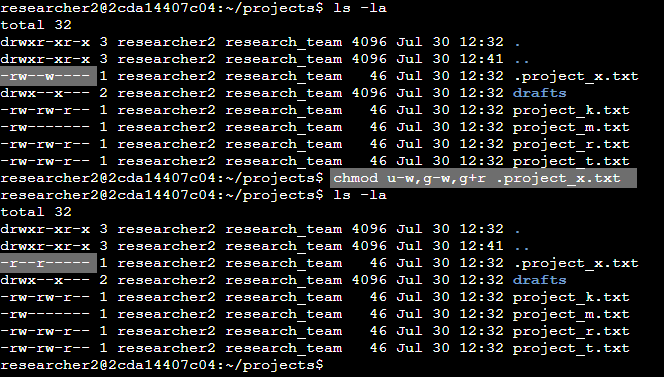 researcher2@2cda14407c04:~/projects$ ls -la
total 32
drwxr-xr-x 3 researcher2 research_team 4096 Jul 30 12:32 .
drwxr-xr-x 3 researcher2 research_team 4096 Jul 30 12:41 ..
-rw--w---- 1 researcher2 research_team   46 Jul 30 12:32 .project_x.txt
drwx--x--- 2 researcher2 research_team 4096 Jul 30 12:32 drafts
-rw-rw-r-- 1 researcher2 research_team   46 Jul 30 12:32 project_k.txt
-rw------- 1 researcher2 research_team   46 Jul 30 12:32 project_m.txt
-rw-rw-r-- 1 researcher2 research_team   46 Jul 30 12:32 project_r.txt
-rw-rw-r-- 1 researcher2 research_team   46 Jul 30 12:32 project_t.txt
researcher2@2cda14407c04:~/projects$ chmod u-w,g-w,g+r .project_x.txt
researcher2@2cda14407c04:~/projects$ ls -la
total 32
drwxr-xr-x 3 researcher2 research_team 4096 Jul 30 12:32 .
drwxr-xr-x 3 researcher2 research_team 4096 Jul 30 12:41 ..
-r--r----- 1 researcher2 research_team   46 Jul 30 12:32 .project_x.txt
drwx--x--- 2 researcher2 research_team 4096 Jul 30 12:32 drafts
-rw-rw-r-- 1 researcher2 research_team   46 Jul 30 12:32 project_k.txt
-rw------- 1 researcher2 research_team   46 Jul 30 12:32 project_m.txt
-rw-rw-r-- 1 researcher2 research_team   46 Jul 30 12:32 project_r.txt
-rw-rw-r-- 1 researcher2 research_team   46 Jul 30 12:32 project_t.txt
researcher2@2cda14407c04:~/projects$